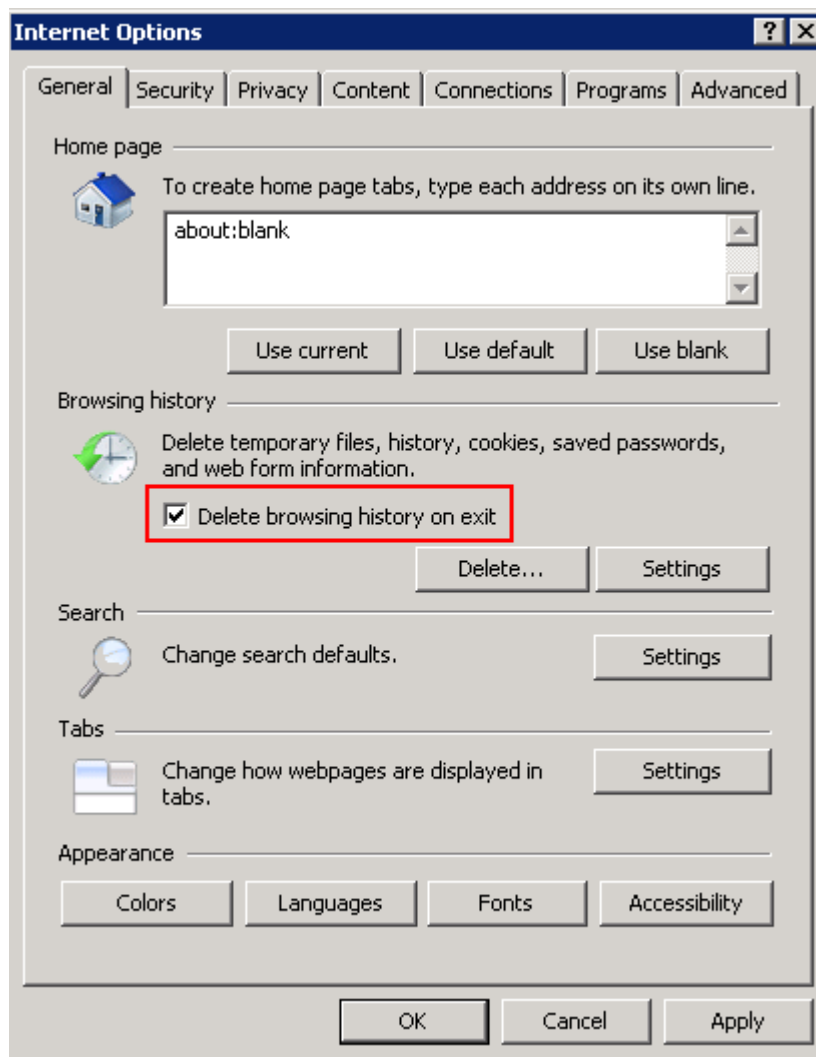 Internet Options
General Security Privacy Content Connections Programs Advanced
Home page
To create home page tabs, type each address on its own line.
about:blank
Use current Use default Use blank
Browsing history
Delete temporary files, history, cookies, saved passwords,
and web form information.
Delete browsing history on exit
Delete... Settings
Search
Change search defaults. Settings
Tabs
Change how webpages are displayed in Settings
tabs.
Appearance
Colors Languages Fonts Accessibility
OK Cancel Apply